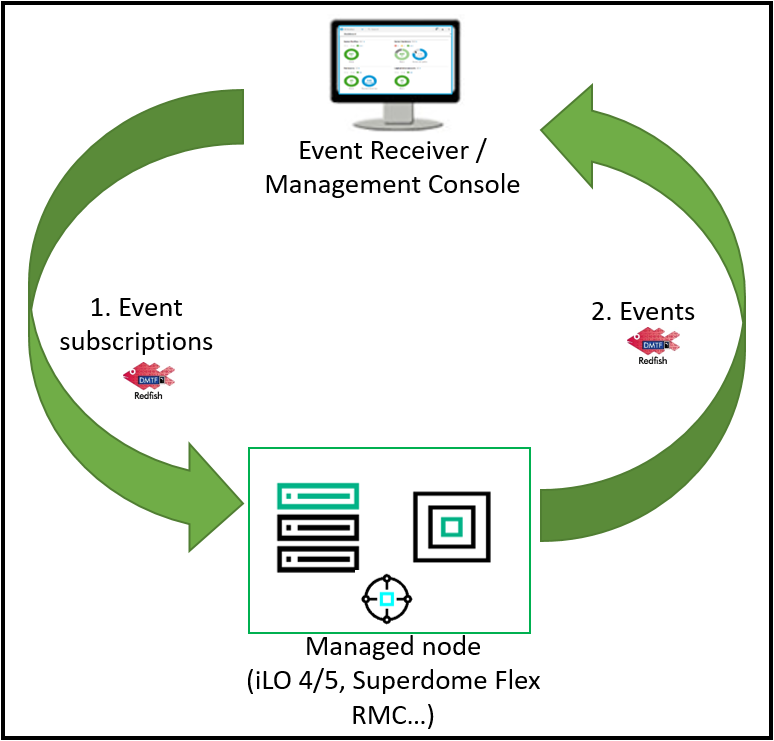 Event Receiver /
Management Console
1. Event
subscriptions
DMTF
Redfish
2. Events
DMTF
Redfish
Managed node
(iLO 4/5, Superdome Flex
RMC...)